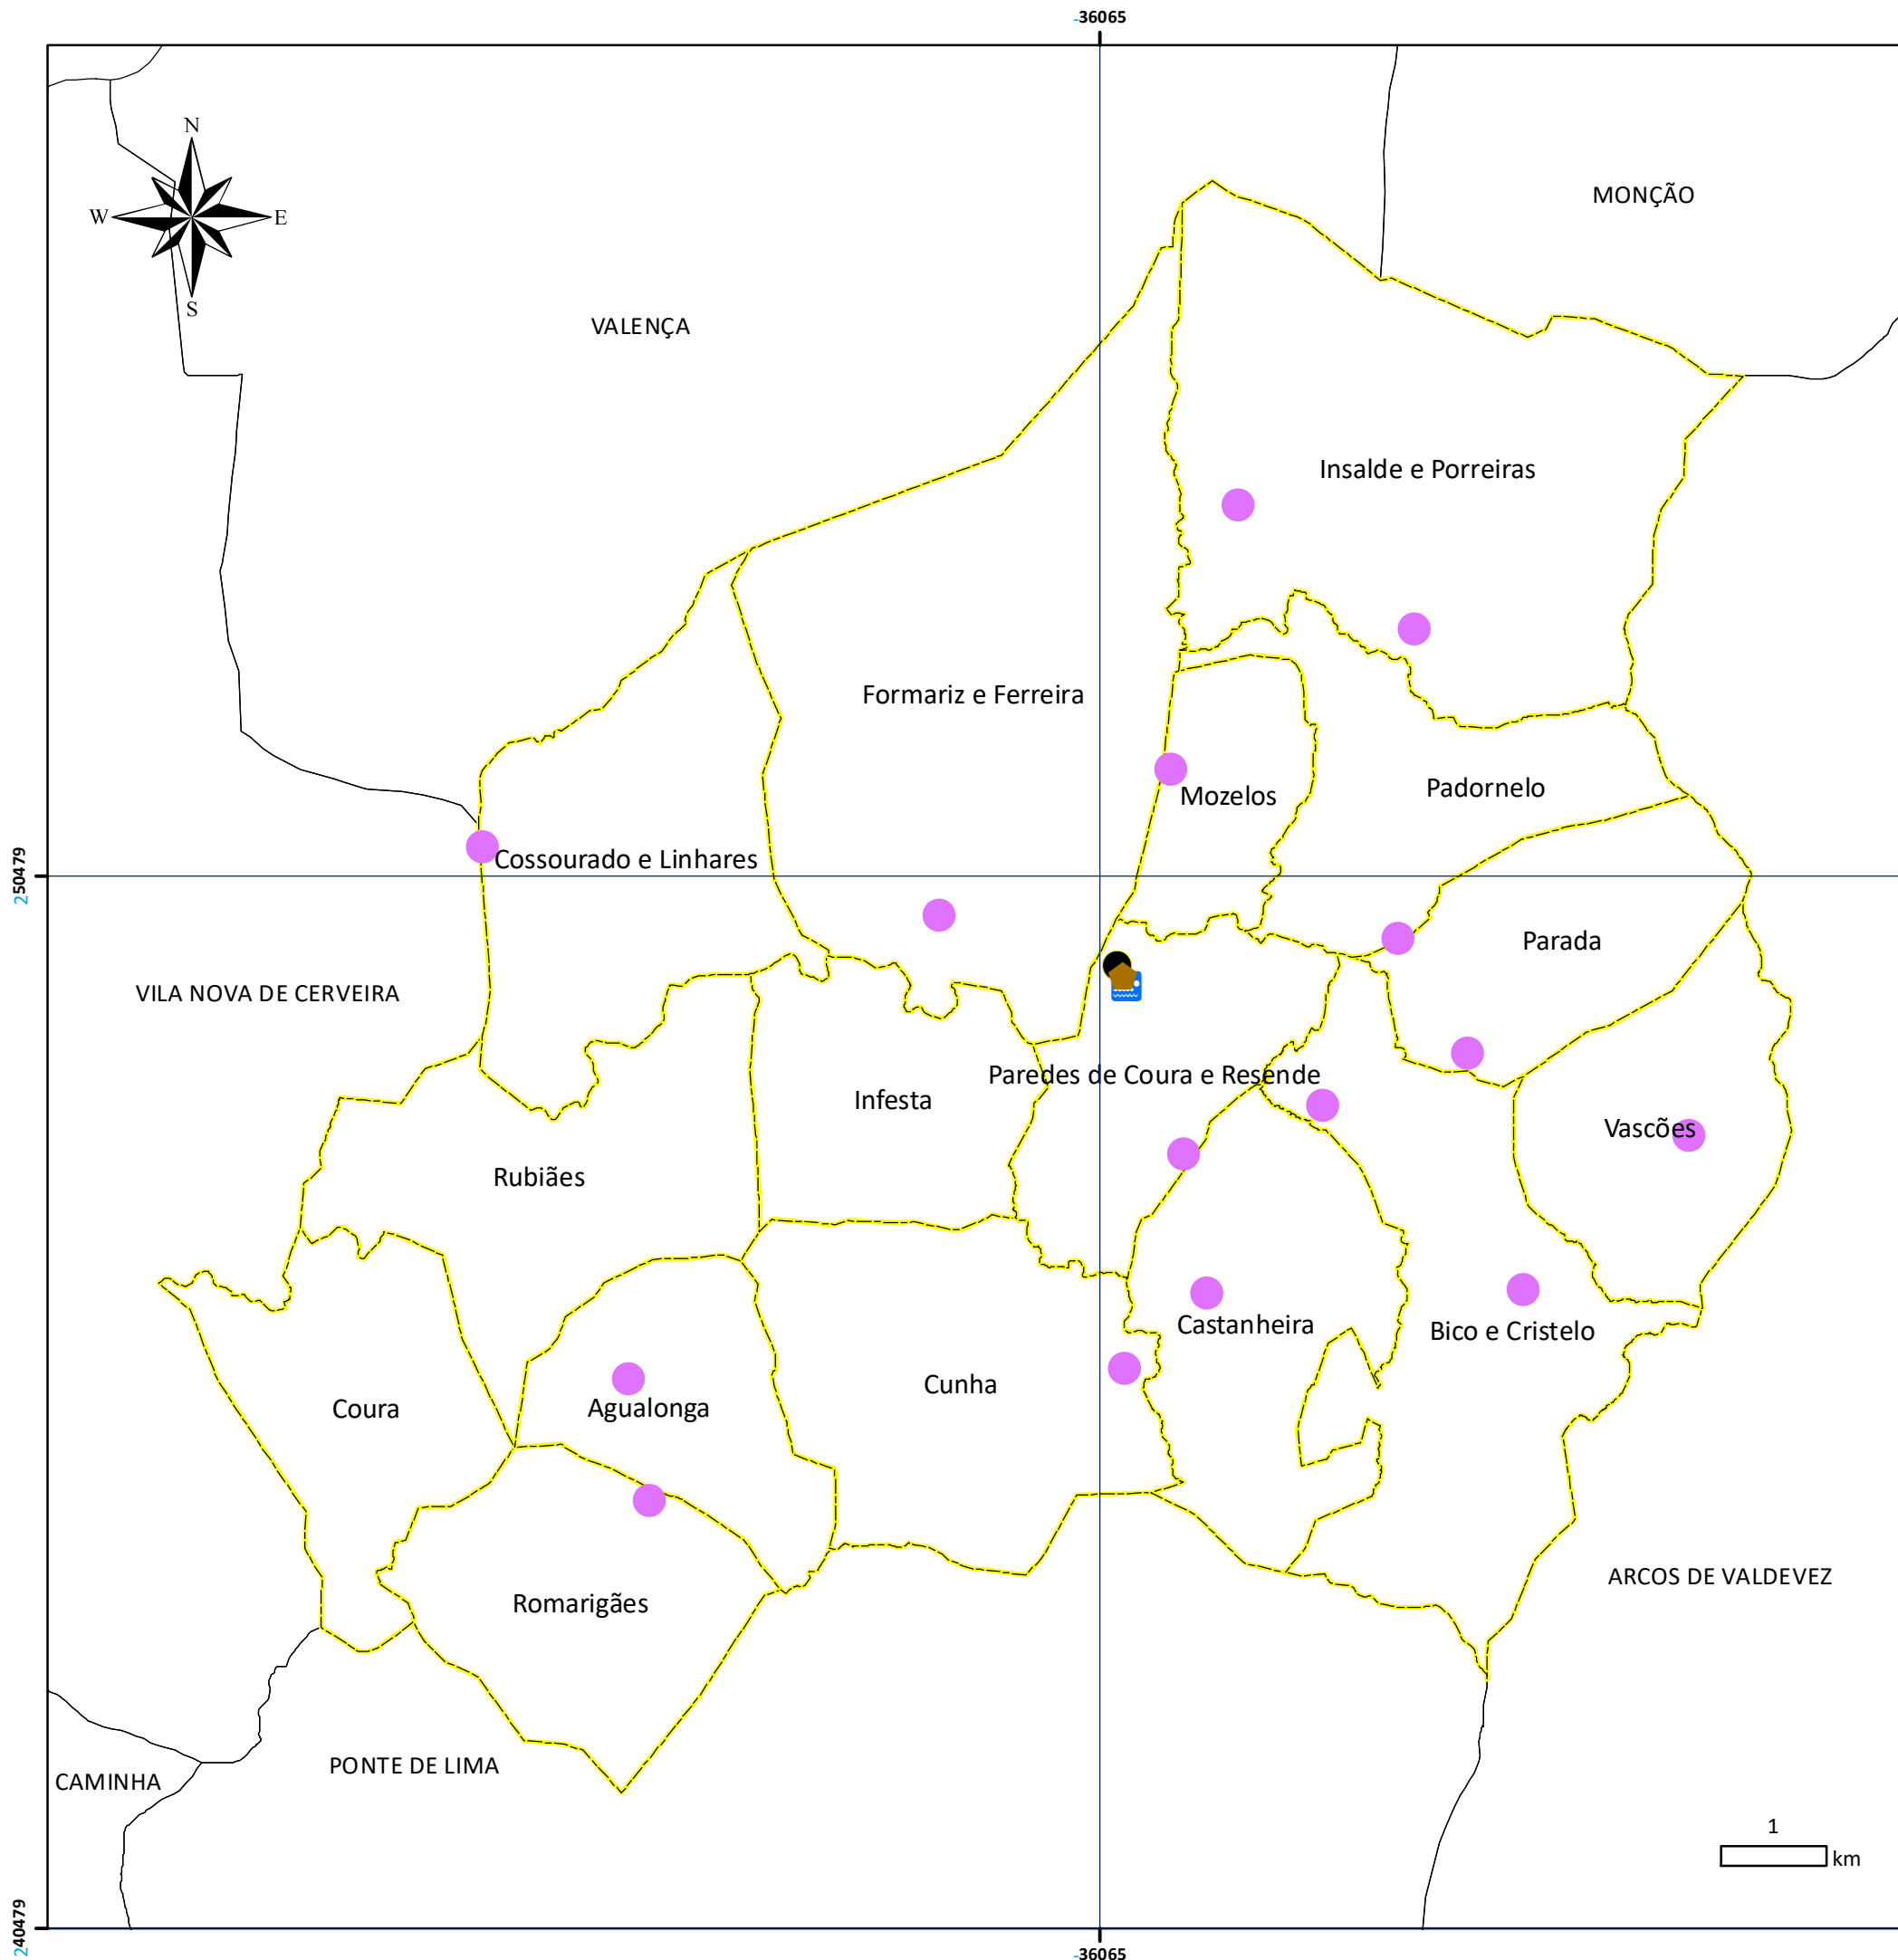 -36065
N
W
E
S
MONÇÃO
VALENÇA
Insalde e Porreiras
Formariz e Ferreira
Mozelos
Padornelo
250479
Cossourado e Linhares
Parada
VILA NOVA DE CERVEIRA
Paredes de Coura e Resende
Infesta
Vascões
Rubiães
Castanheira
Bico e Cristelo
Cunha
Coura
Agualonga
Romarigães
ARCOS DE VALDEVEZ
PONTE DE LIMA
CAMINHA
1
km
240479
-36065